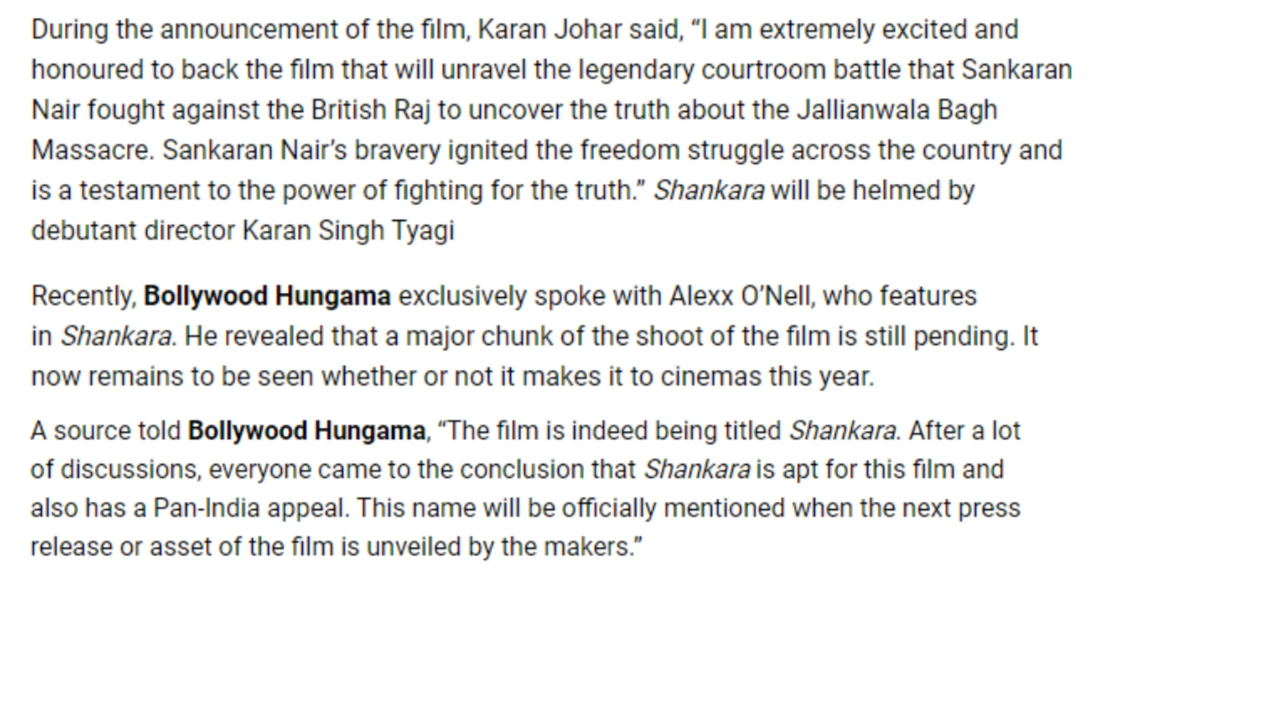 During the announcement of the film, Karan Johar said, “I am extremely excited and
honoured to back the film that will unravel the legendary courtroom battle that Sankaran
Nair fought against the British Raj to uncover the truth about the Jallianwala Bagh
Massacre. Sankaran Nair’s bravery ignited the freedom struggle across the country and
is a testament to the power of fighting for the truth.” Shankara will be helmed by
debutant director Karan Singh Tyagi
Recently, Bollywood Hungama exclusively spoke with Alexx O’Nell, who features
in Shankara. He revealed that a major chunk of the shoot of the film is still pending. It
now remains to be seen whether or not it makes it to cinemas this year.
A source told Bollywood Hungama, “The film is indeed being titled Shankara. After a lot
of discussions, everyone came to the conclusion that Shankara is apt for this film and
also has a Pan-India appeal. This name will be officially mentioned when the next press
release or asset of the film is unveiled by the makers.”